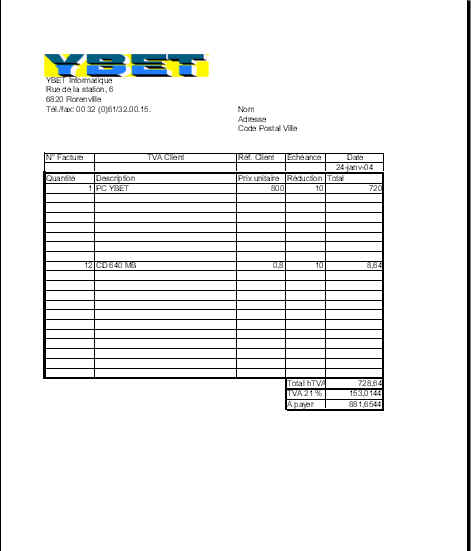 YBET
YBET Informatique
Rue de la station, 6
6820 Florenville
Tél./fax: 00 32 (0)61/32.00.15.
Nom
Adresse
Code Postal Ville
N° Facture TVA Client Réf. Client Echéance Date
24-janv-04
Quantité Description Prix unitaire Réduction Total
1 PC YBET 800 10 720
12 CD 640 MB 0,8 10 8,64
Total hTVA 728,64
TVA 21 % 153,0144
A payer 881,6544